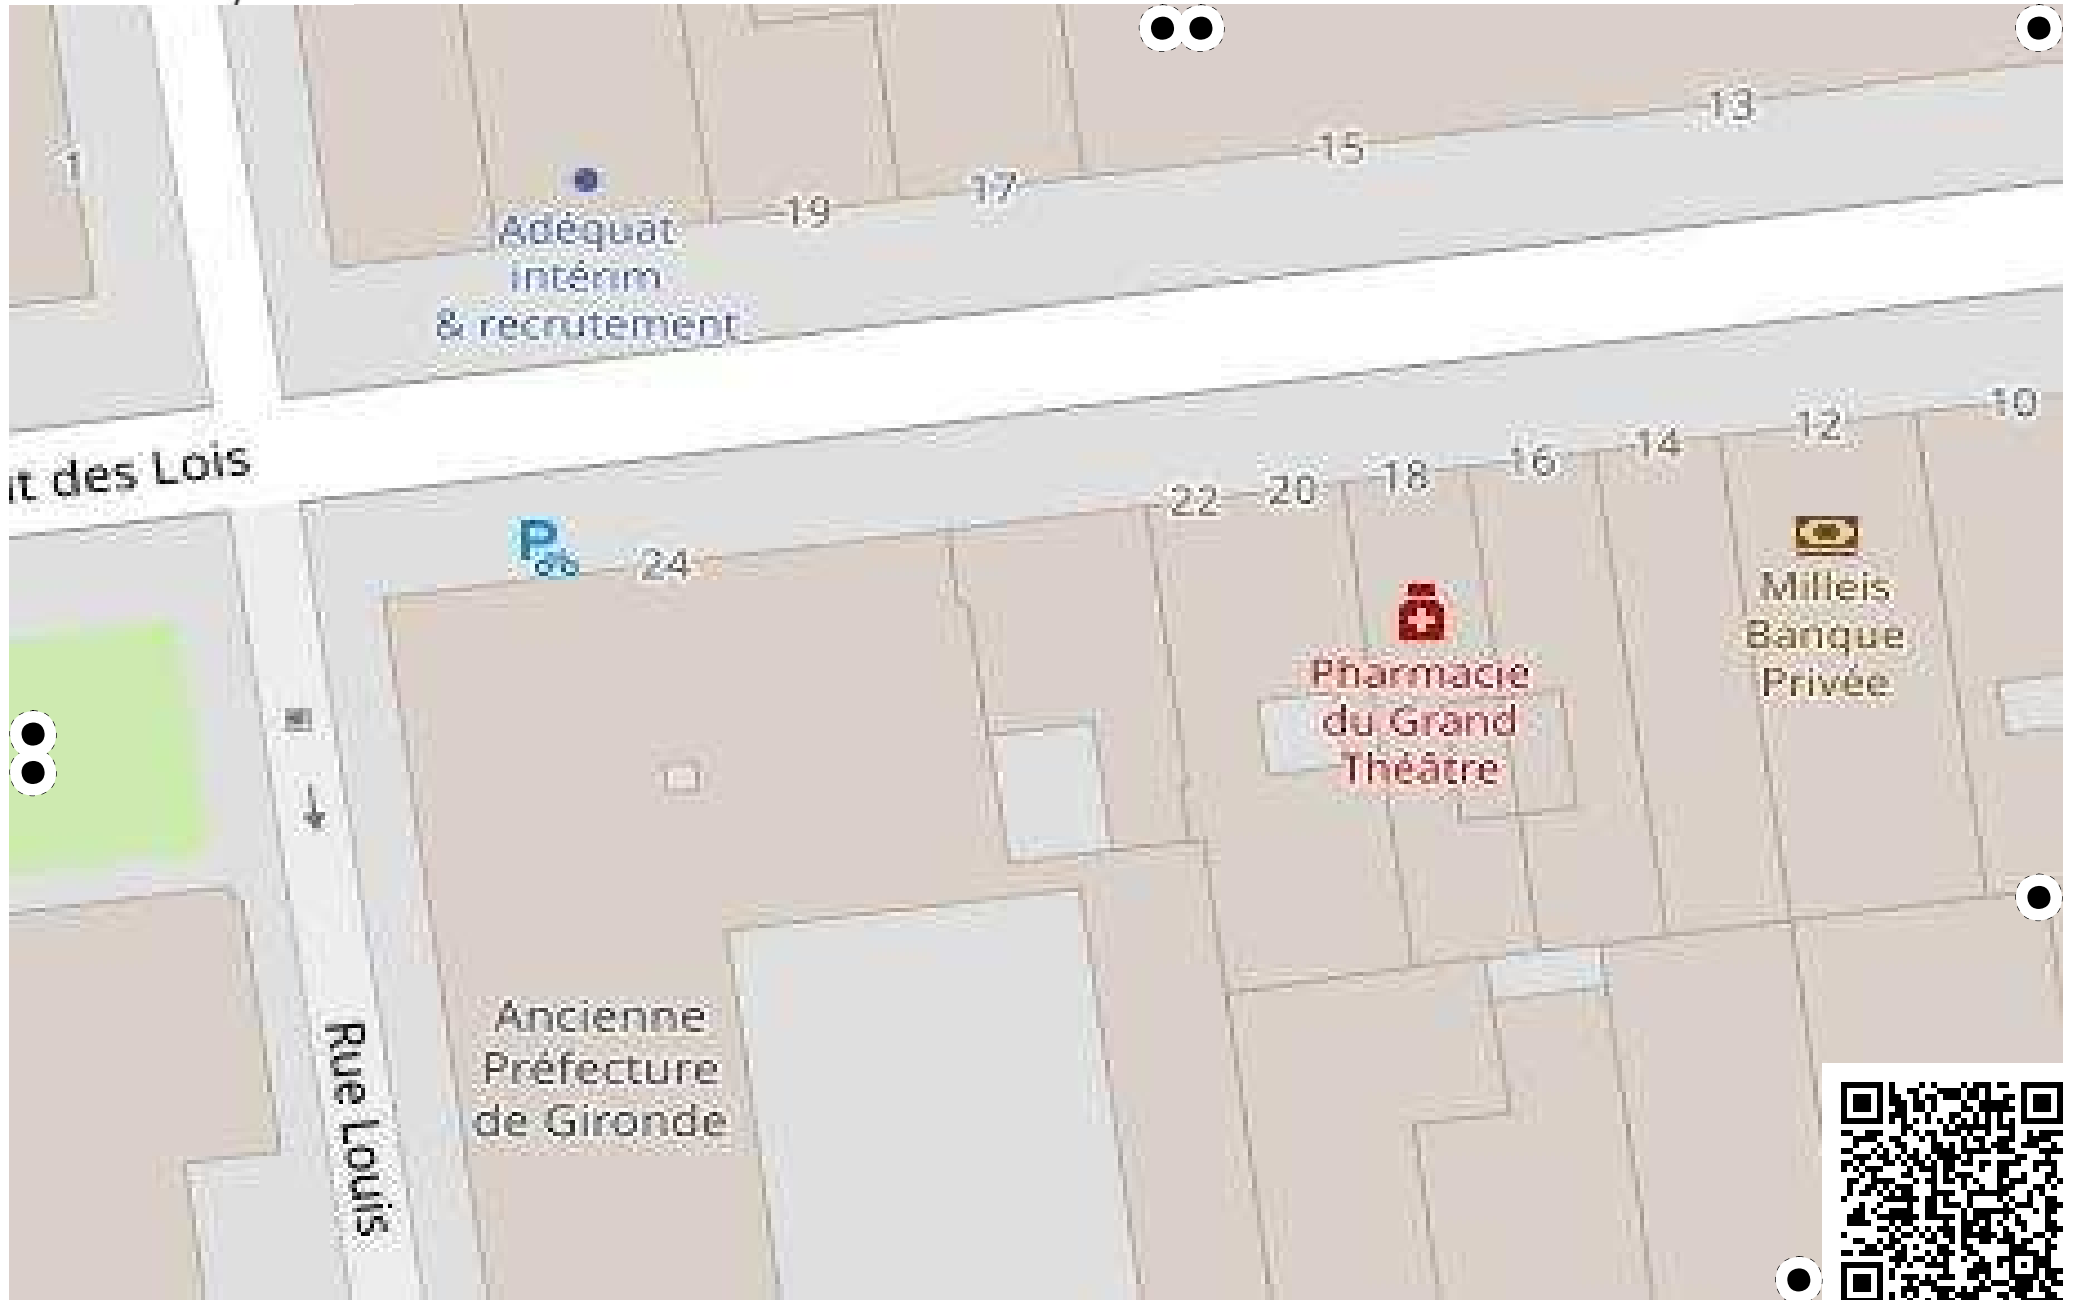 13
15
1
17
19
Adéquat
intérim
& recrutement
10
12
14
16
18
20
22
des Lois
P
24
Milleis
Banque
Privée
Pharmacie
du Grand
Théâtre
Ancienne
Préfecture
de Gironde
Rue Louis